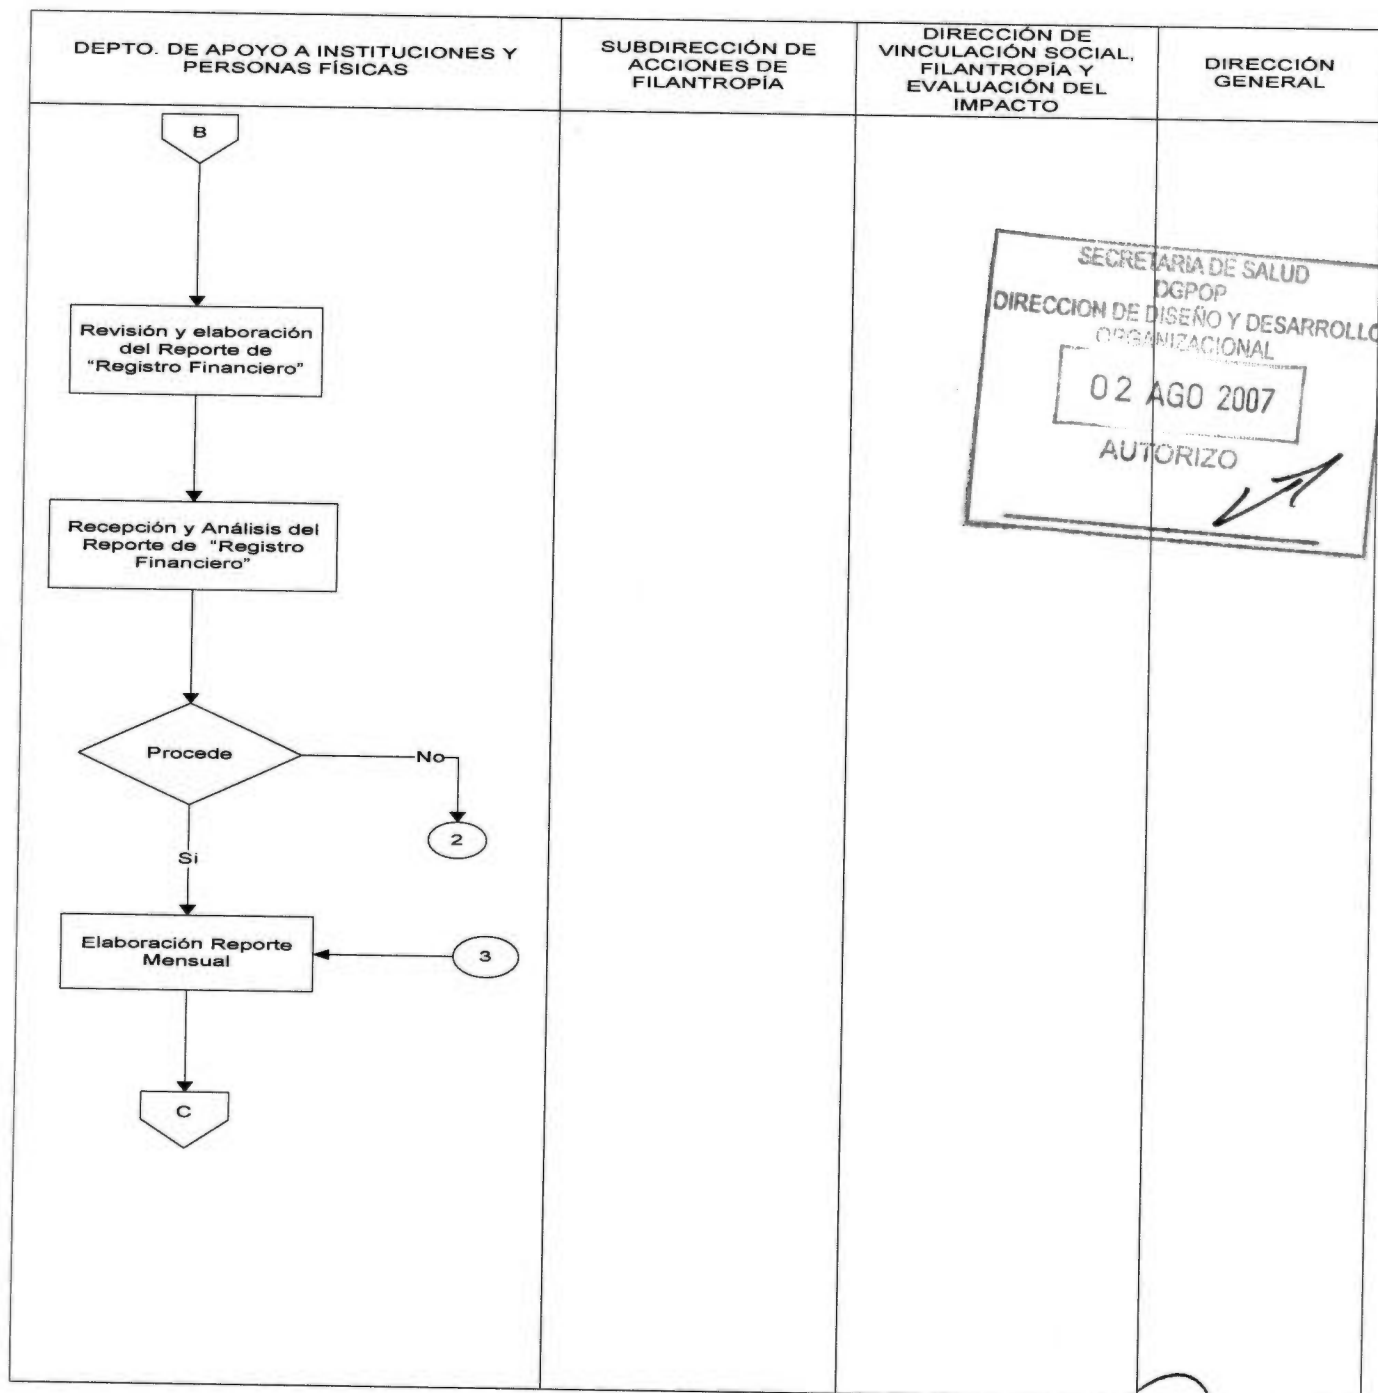 DEPTO. DE APOYO A INSTITUCIONES Y
PERSONAS FÍSICAS
SUBDIRECCIÓN DE
ACCIONES DE
FILANTROPÍA
DIRECCIÓN DE
VINCULACIÓN SOCIAL,
FILANTROPÍA Y
EVALUACIÓN DEL
IMPACTO
DIRECCIÓN
GENERAL
B
SECRETARIA DE SALUD
DGPOP
DIRECCION DE DISEÑO Y DESARROLLO
ORGANIZACIONAL
02 AGO 2007
AUTORIZO
Revisión y elaboración
del Reporte de
“Registro Financiero”
Recepción y Análisis del
Reporte de “Registro
Financiero”
Procede
No
2
Si
Elaboración Reporte
Mensual
3
C